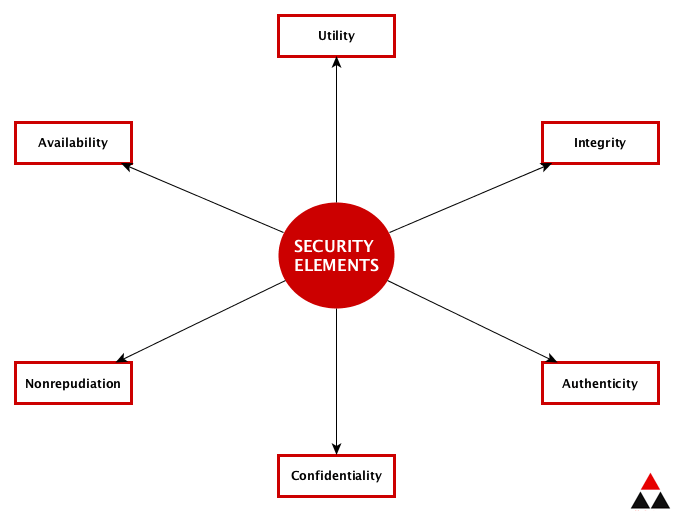 Utility
Availability
Integrity
SECURITY
ELEMENTS
Nonrepudiation
Authenticity
Confidentiality